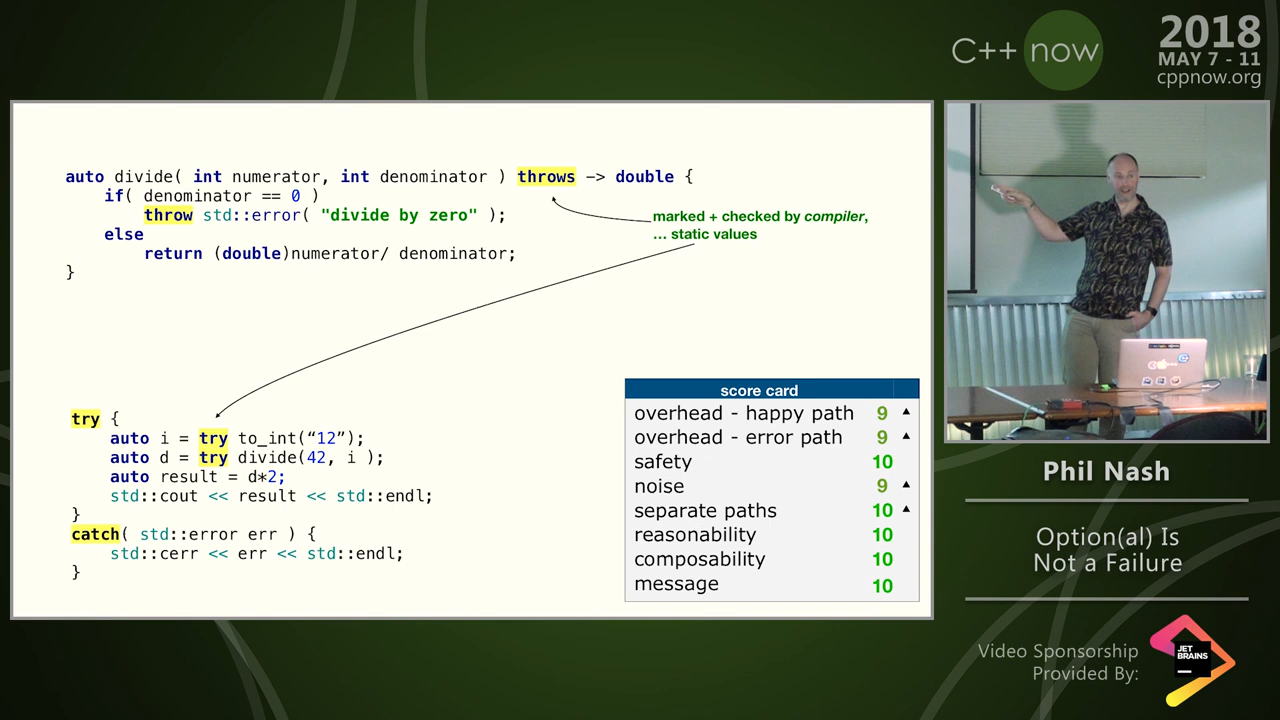 C++ now
2018
MAY 7 - 11
cppnow.org
auto divide( int numerator, int denominator ) throws -> double {
if( denominator == 0 )
throw std::error( "divide by zero" );
else
return (double)numerator/ denominator;
}
marked + checked by compiler,
... static values
try {
auto i = try to_int(“12”);
auto d = try divide(42, i );
auto result = d*2;
std::cout << result << std::endl;
}
catch( std::error err ) {
std::cerr << err << std::endl;
}
score card
overhead - happy path 9 ▲
overhead - error path 9 ▲
safety 10
noise 9 ▲
separate paths 10 ▲
reasonability 10
composability 10
message 10
Phil Nash
Option(al) Is
Not a Failure
Video Sponsorship
Provided By:
JET
BRAINS